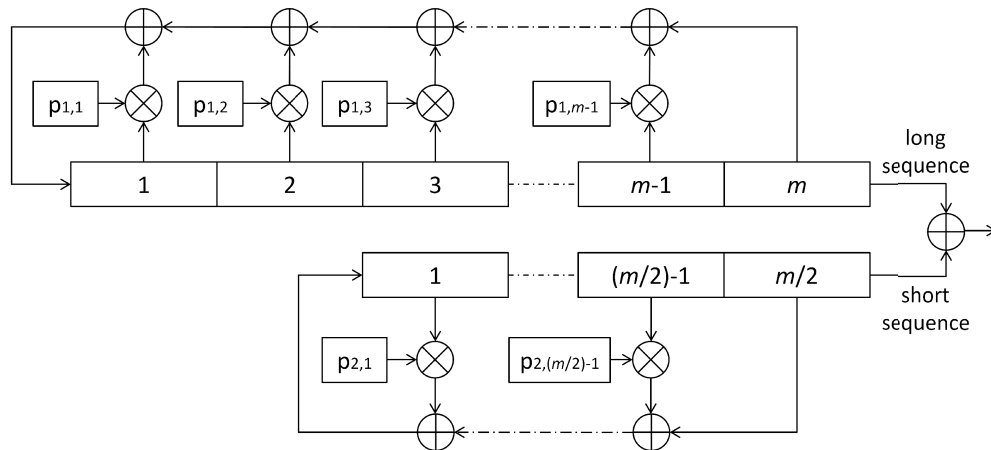 p1,1
p1,2
p1,3
p1,m-1
1
2
3
m-1
m
long
sequence
1
(m/2)-1
m/2
short
sequence
p2,1
p2,(m/2)-1